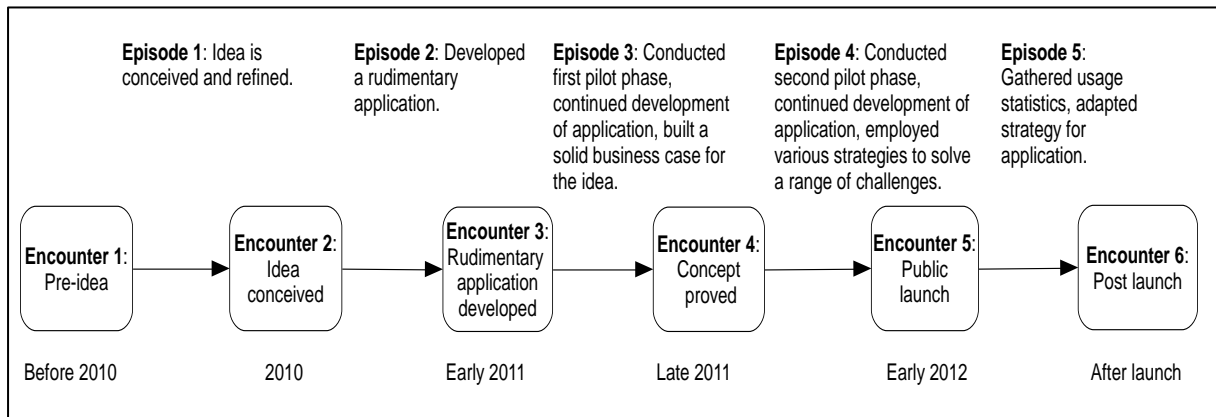 Episode 1: Idea is
conceived and refined.
Episode 2: Developed
a rudimentary
application.
Episode 3: Conducted
first pilot phase,
continued development
of application, built a
solid business case for
the idea.
Episode 4: Conducted
second pilot phase,
continued development of
application, employed
various strategies to solve
a range of challenges.
Episode 5:
Gathered usage
statistics, adapted
strategy for
application.
Encounter 1:
Pre-idea
Encounter 2:
Idea
conceived
Encounter 3:
Rudimentary
application
developed
Encounter 4:
Concept
proved
Encounter 5:
Public
launch
Encounter 6:
Post launch
Before 2010
2010
Early 2011
Late 2011
Early 2012
After launch